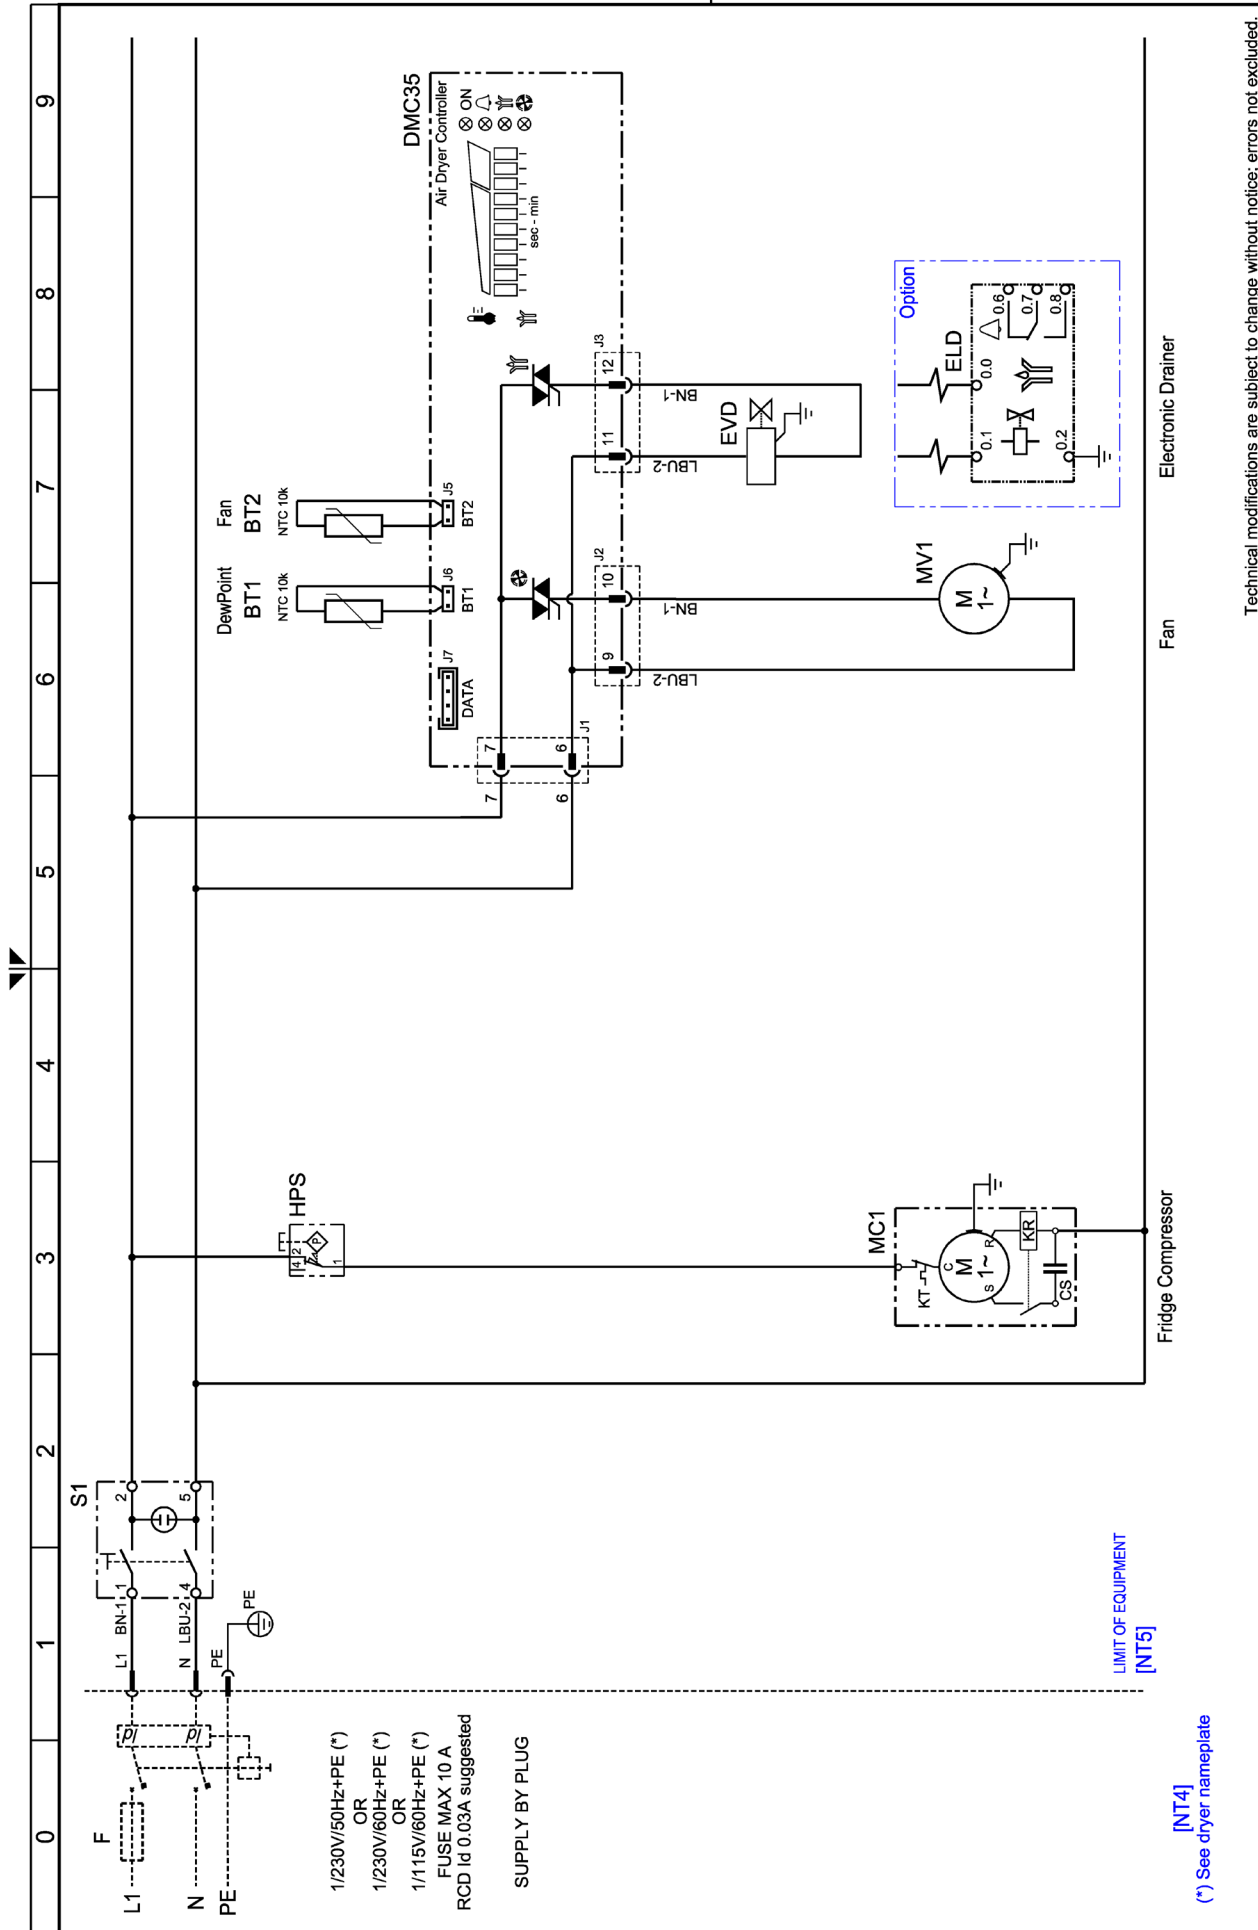 0 1 2 3 4 5 6 7 8 9
S1
F
L1
L1 BN-1 1
2
N
N LBU-2 4
5
PE
PE
PE
1/230V/50Hz+PE (*)
OR
1/230V/60Hz+PE (*)
OR
1/115V/60Hz+PE (*)
FUSE MAX 10 A
RCD Id 0.03A suggested
SUPPLY BY PLUG
Id
Id
HPS
4 2
P
1
DewPoint
BT1
NTC 10k
Fan
BT2
NTC 10k
DMC35
Air Dryer Controller
J7
DATA
J6
BT1
J5
BT2
ON
sec - min
7 7
6 6
J1
9 10 J2
11 12 J3
LBU-2
BN-1
LBU-2
BN-1
EVD
MC1
KT
C
M
1~
S
R
KR
CS
MV1
M
1~
Option
ELD
0.1
0.0
0.6
0.7
0.8
0.2
Fridge Compressor
Fan
Electronic Drainer
LIMIT OF EQUIPMENT
[NT5]
[NT4]
(*) See dryer nameplate
Technical modifications are subject to change without notice; errors not excluded.